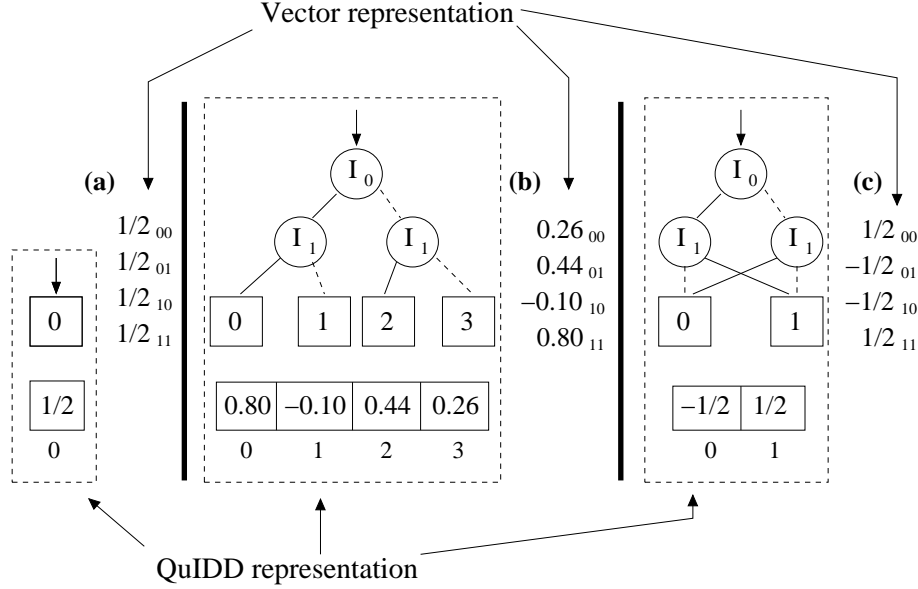 Vector representation
(a)
1/2 00
1/2 01
1/2 10
1/2 11
0
1/2
0
I 0
I 1
I 1
0 1 2 3
0.80 −0.10 0.44 0.26
0 1 2 3
(b)
0.26 00
0.44 01
−0.10 10
0.80 11
I 0
I 1
I 1
0 1
−1/2 1/2
0 1
(c)
1/2 00
−1/2 01
−1/2 10
1/2 11
QuIDD representation